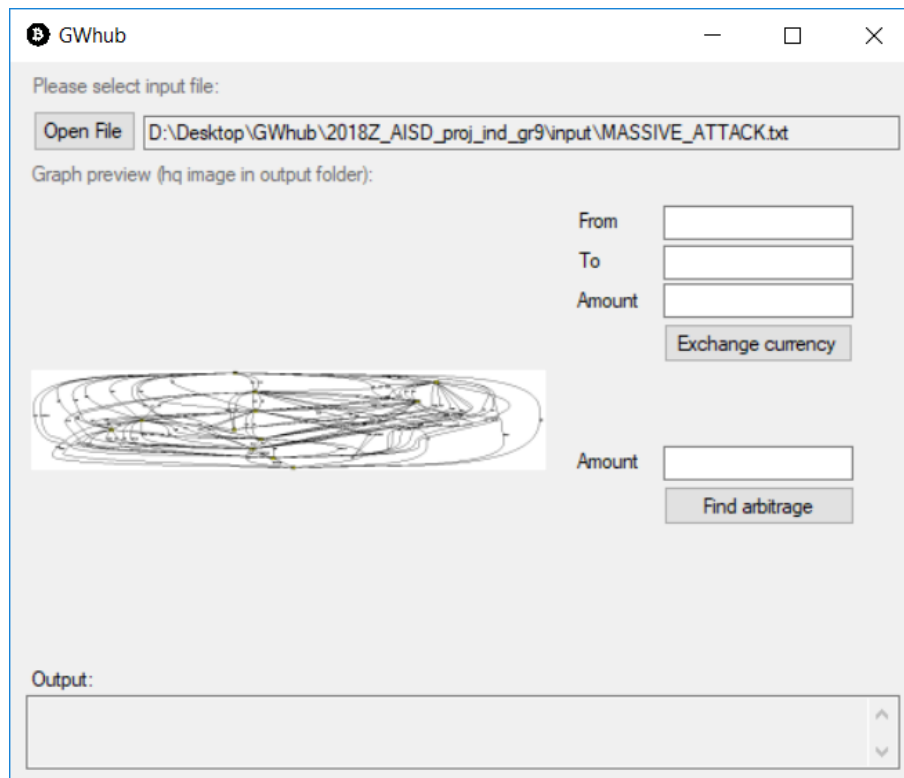 GWhub
Please select input file:
Open File
D:\Desktop\GWhub\2018Z_AISD_proj_ind_gr9\input\MASSIVE_ATTACK.txt
Graph preview (hq image in output folder):
From
To
Amount
Exchange currency
Amount
Find arbitrage
Output: